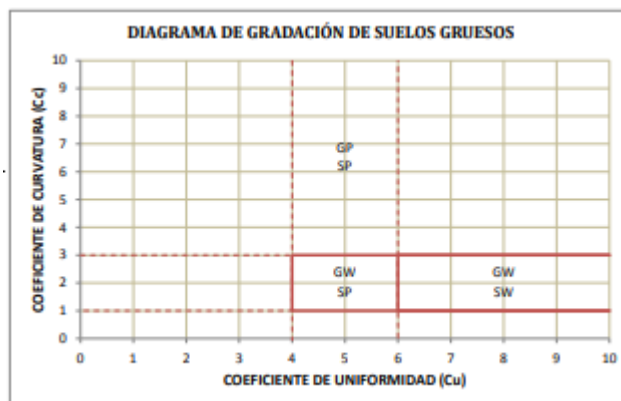 DIAGRAMA DE GRADACIÓN DE SUELOS GRUESOS
COEFICIENTE DE CURVATURA (Cc)
10
9
8
7
6
5
4
3
2
1
0
GP
SP
GW
SP
GW
SW
0 1 2 3 4 5 6 7 8 9 10
COEFICIENTE DE UNIFORMIDAD (Cu)